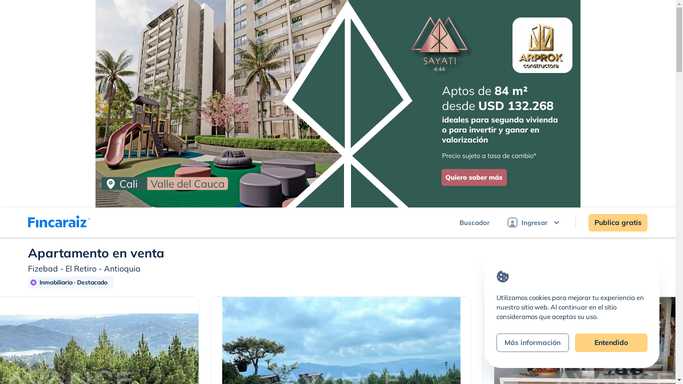 SAYATI
4:44
ARPROK
constructora
Aptos de 84 m²
desde USD 132.268
ideales para segunda vivienda
o para invertir y ganar en
valorización
Precio sujeto a tasa de cambio*
Quiero saber más
Cali Valle del Cauca
Fincaraiz
Buscador
Ingresar
Publica gratis
Apartamento en venta
Fizebad - El Retiro - Antioquia
Inmobiliaria · Destacado
Utilizamos cookies para mejorar tu experiencia en
nuestro sitio web. Al continuar en el sitio
consideramos que aceptas su uso.
Más información
Entendido